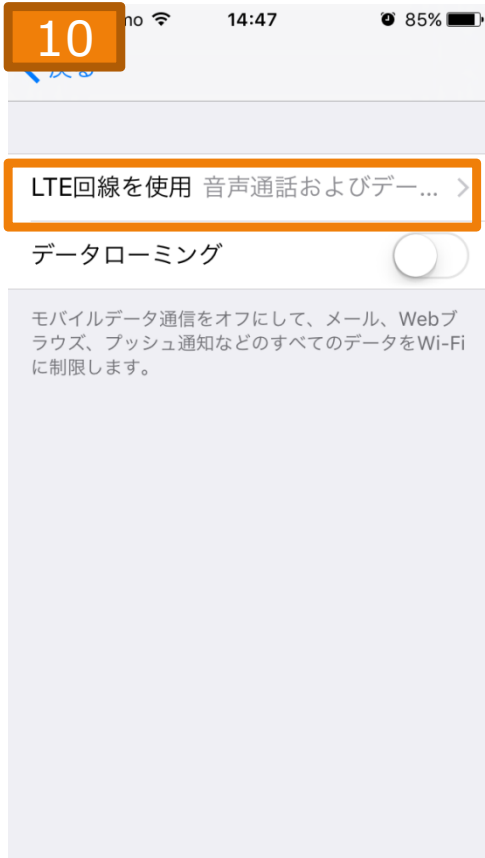 10
no 14:47 85%
戻る
LTE回線を使用 音声通話およびデー...
データローミング
モバイルデータ通信をオフにして、メール、Webブ
ラウズ、プッシュ通知などのすべてのデータをWi-Fi
に制限します。